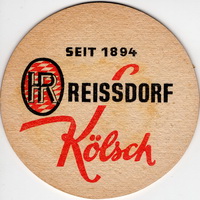 SEIT 1894
HR REISSDORF
Kölsch